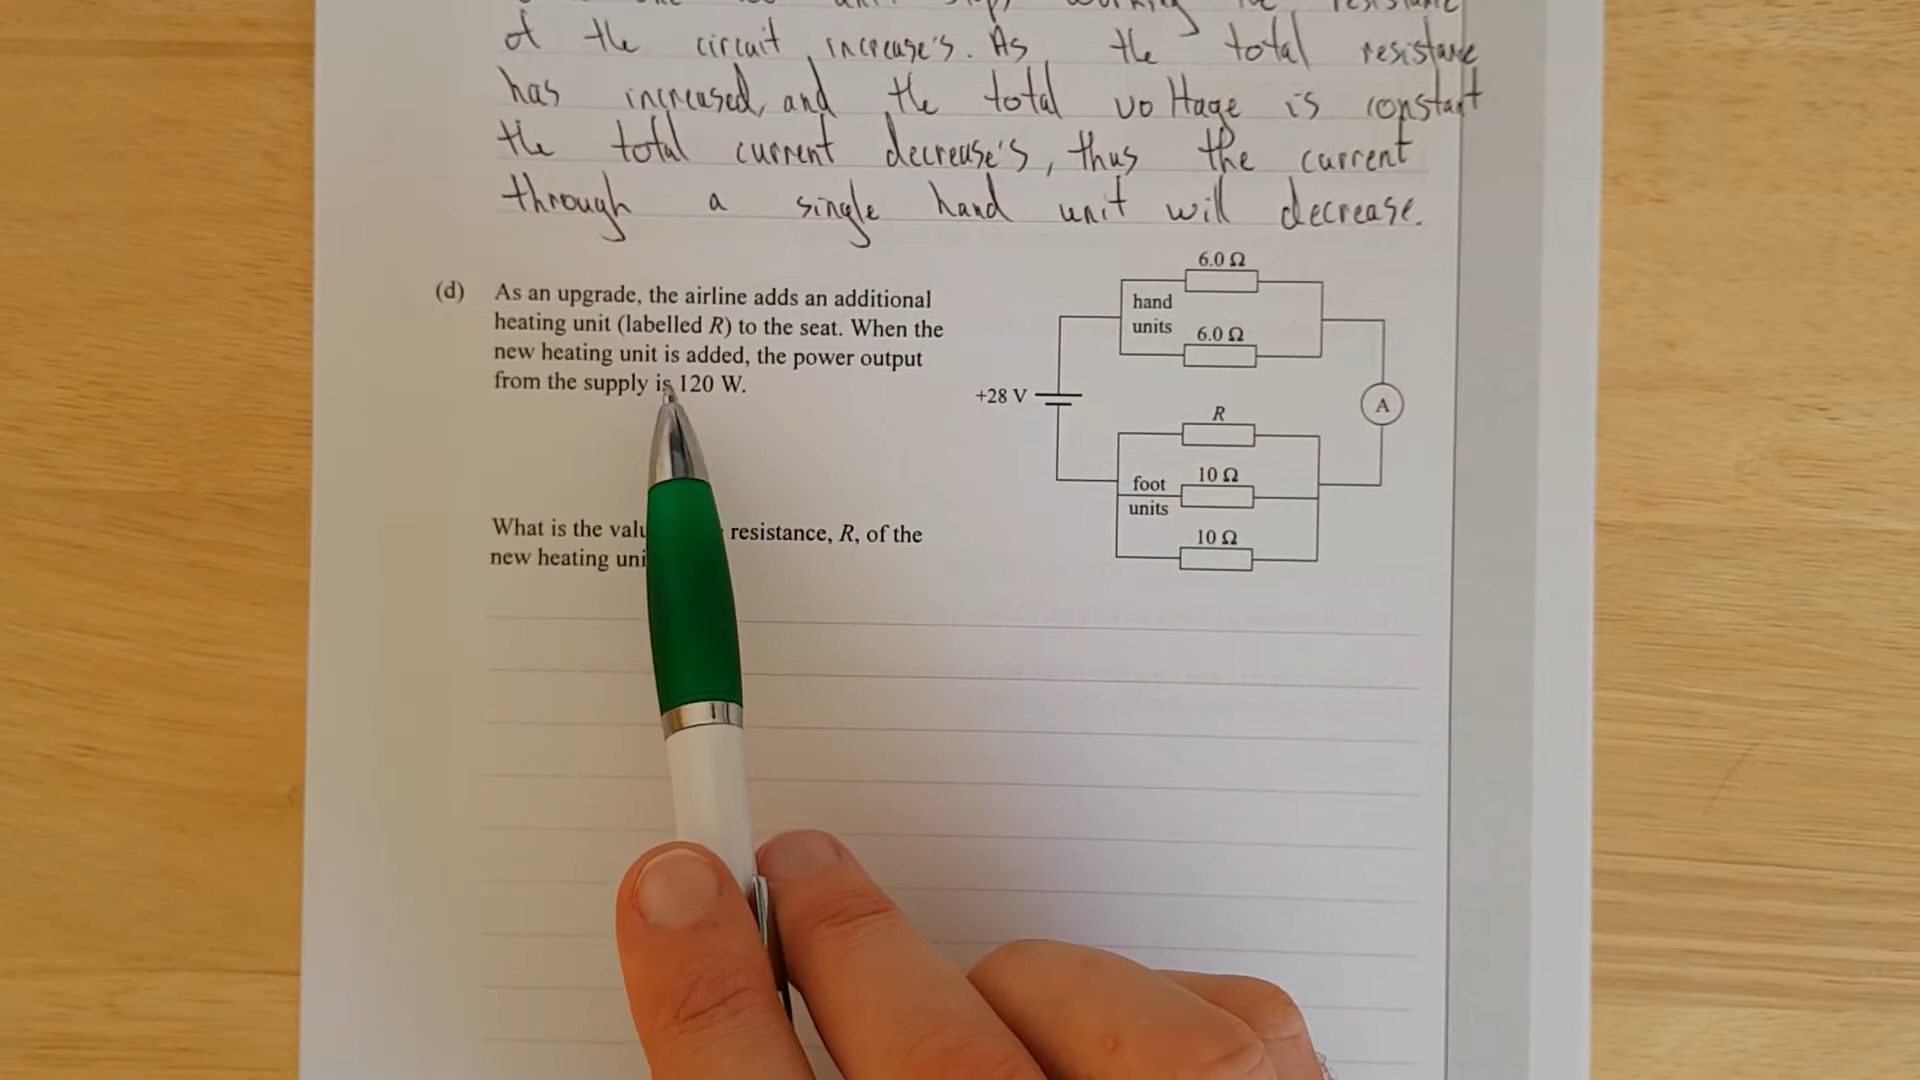 of the circuit increase's. As the total resistance
has increased, and the total voltage is constant
the total current decrease's, thus the current
through a single hand unit will decrease.
(d) As an upgrade, the airline adds an additional
heating unit (labelled R) to the seat. When the
new heating unit is added, the power output
from the supply is 120 W.
What is the valu resistance, R, of the
new heating uni
6.0 Ω
hand
units
6.0 Ω
+28 V
A
R
10 Ω
foot
units
10 Ω